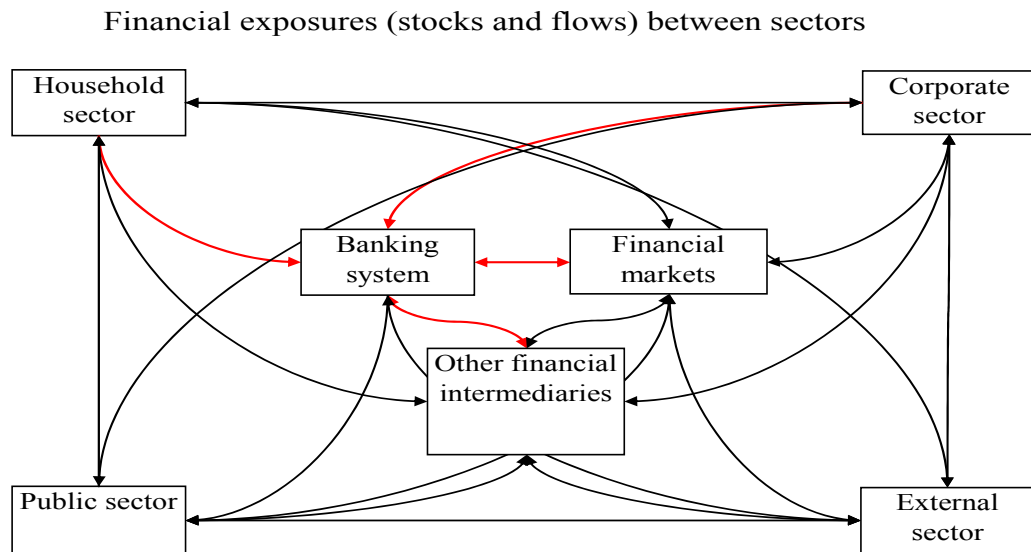 Financial exposures (stocks and flows) between sectors
Household
sector
Corporate
sector
Banking
system
Financial
markets
Other financial
intermediaries
Public sector
External
sector